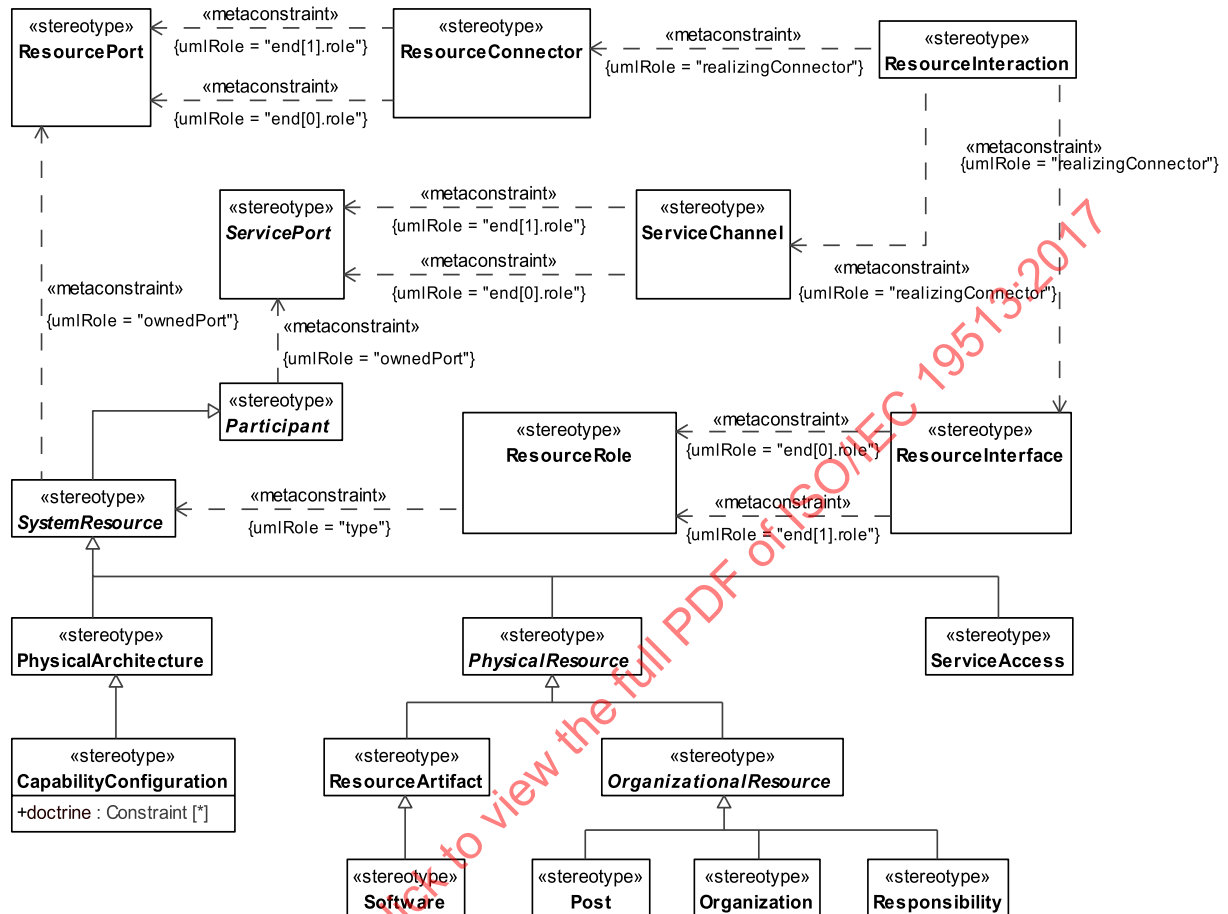 «stereotype»
ResourcePort
«metaconstraint»
{umlRole = "end[1].role"}
«metaconstraint»
{umlRole = "end[0].role"}
«stereotype»
ResourceConnector
«metaconstraint»
{umlRole = "realizingConnector"}
«stereotype»
ResourceInteraction
«metaconstraint»
{umlRole = "realizingConnector"}
«stereotype»
ServicePort
«metaconstraint»
{umlRole = "end[1].role"}
«metaconstraint»
{umlRole = "end[0].role"}
«stereotype»
ServiceChannel
«metaconstraint»
{umlRole = "realizingConnector"}
«metaconstraint»
{umlRole = "ownedPort"}
«metaconstraint»
{umlRole = "ownedPort"}
«stereotype»
Participant
«stereotype»
ResourceRole
«metaconstraint»
{umlRole = "end[0].role"}
«metaconstraint»
{umlRole = "end[1].role"}
«stereotype»
ResourceInterface
«stereotype»
SystemResource
«metaconstraint»
{umlRole = "type"}
«stereotype»
PhysicalArchitecture
«stereotype»
PhysicalResource
«stereotype»
ServiceAccess
«stereotype»
CapabilityConfiguration
+doctrine : Constraint [*]
«stereotype»
ResourceArtifact
«stereotype»
OrganizationalResource
«stereotype»
Software
«stereotype»
Post
«stereotype»
Organization
«stereotype»
Responsibility
lick to view the full PDF of ISO/IEC 19513:2017